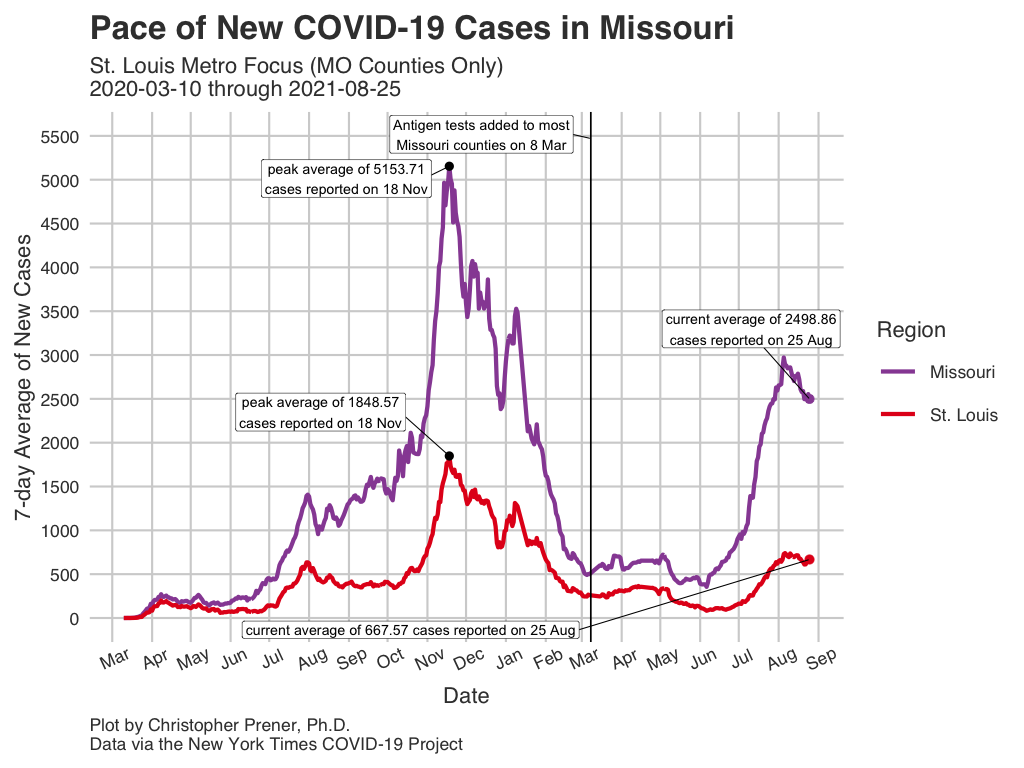 Pace of New COVID-19 Cases in Missouri
St. Louis Metro Focus (MO Counties Only)
2020-03-10 through 2021-08-25
7-day Average of New Cases
5500
5000
4500
4000
3500
3000
2500
2000
1500
1000
500
0
Antigen tests added to most
Missouri counties on 8 Mar
peak average of 5153.71
cases reported on 18 Nov
current average of 2498.86
cases reported on 25 Aug
peak average of 1848.57
cases reported on 18 Nov
current average of 667.57 cases reported on 25 Aug
Mar Apr May Jun Jul Aug Sep Oct Nov Dec Jan Feb Mar Apr May Jun Jul Aug Sep
Date
Region
Missouri
St. Louis
Plot by Christopher Prener, Ph.D.
Data via the New York Times COVID-19 Project